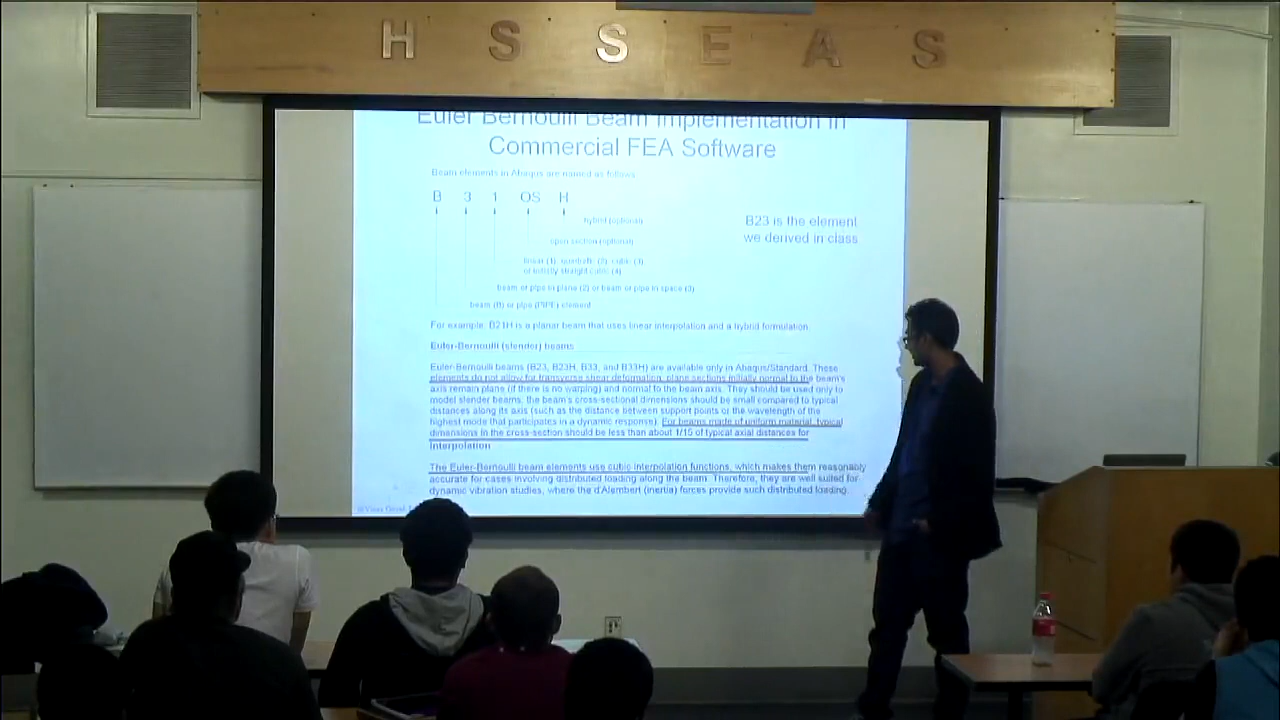 H S S E A S
Euler Bernoulli Beam Implementation in
Commercial FEA Software
Beam elements in Abaqus are named as follows
B 3 1 OS H
hybrid (optional)
B23 is the element
we derived in class
open section (optional)
linear (1), quadratic (2), cubic (3)
or initially straight cubic (4)
beam or pipe in plane (2) or beam or pipe in space (3)
beam (B) or pipe (PIPE) element
For example, B21H is a planar beam that uses linear interpolation and a hybrid formulation.
Euler-Bernoulli (slender) beams
Euler-Bernoulli beams (B23, B23H, B33, and B33H) are available only in Abaqus/Standard. These
elements do not allow for transverse shear deformation; plane sections initially normal to the beam's
axis remain plane (if there is no warping) and normal to the beam axis. They should be used only to
model slender beams: the beam's cross-sectional dimensions should be small compared to typical
distances along its axis (such as the distance between support points or the wavelength of the
highest mode that participates in a dynamic response). For beams made of uniform material, typical
dimensions in the cross-section should be less than about 1/15 of typical axial distances for
Interpolation
The Euler-Bernoulli beam elements use cubic interpolation functions, which makes them reasonably
accurate for cases involving distributed loading along the beam. Therefore, they are well suited for
dynamic vibration studies, where the d'Alembert (inertia) forces provide such distributed loading.